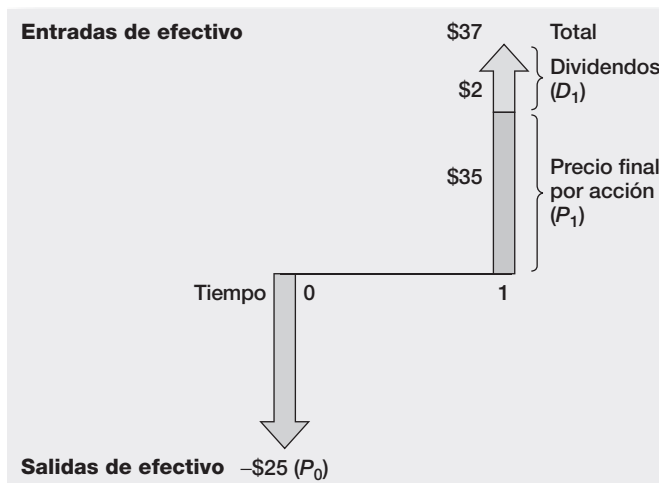 Entradas de efectivo
$37 Total
$2 Dividendos
(D₁)
$35 Precio final
por acción
(P₁)
Tiempo 0 1
Salidas de efectivo –$25 (P₀)